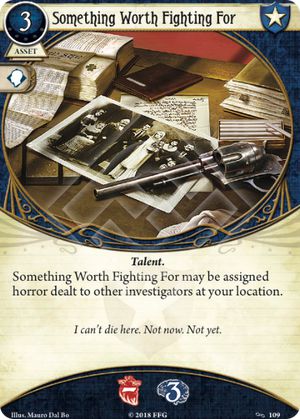 3
Something Worth Fighting For
ASSET
Talent.
Something Worth Fighting For may be assigned
horror dealt to other investigators at your location.
I can't die here. Not now. Not yet.
3
Illus. Mauro Dal Bo
© 2018 FFG
109